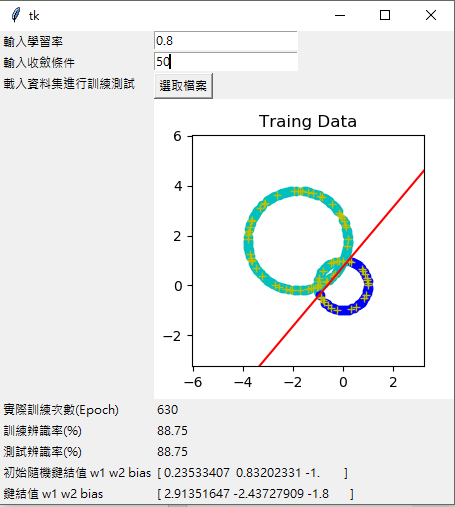 tk
輸入學習率 0.8
輸入收斂條件 50
載入資料集進行訓練測試 選取檔案
Traing Data
6
4
2
0
−2
−6 −4 −2 0 2
實際訓練次數(Epoch) 630
訓練辨識率(%) 88.75
測試辨識率(%) 88.75
初始隨機鍵結值 w1 w2 bias [ 0.23533407 0.83202331 -1. ]
鍵結值 w1 w2 bias [ 2.91351647 -2.43727909 -1.8 ]